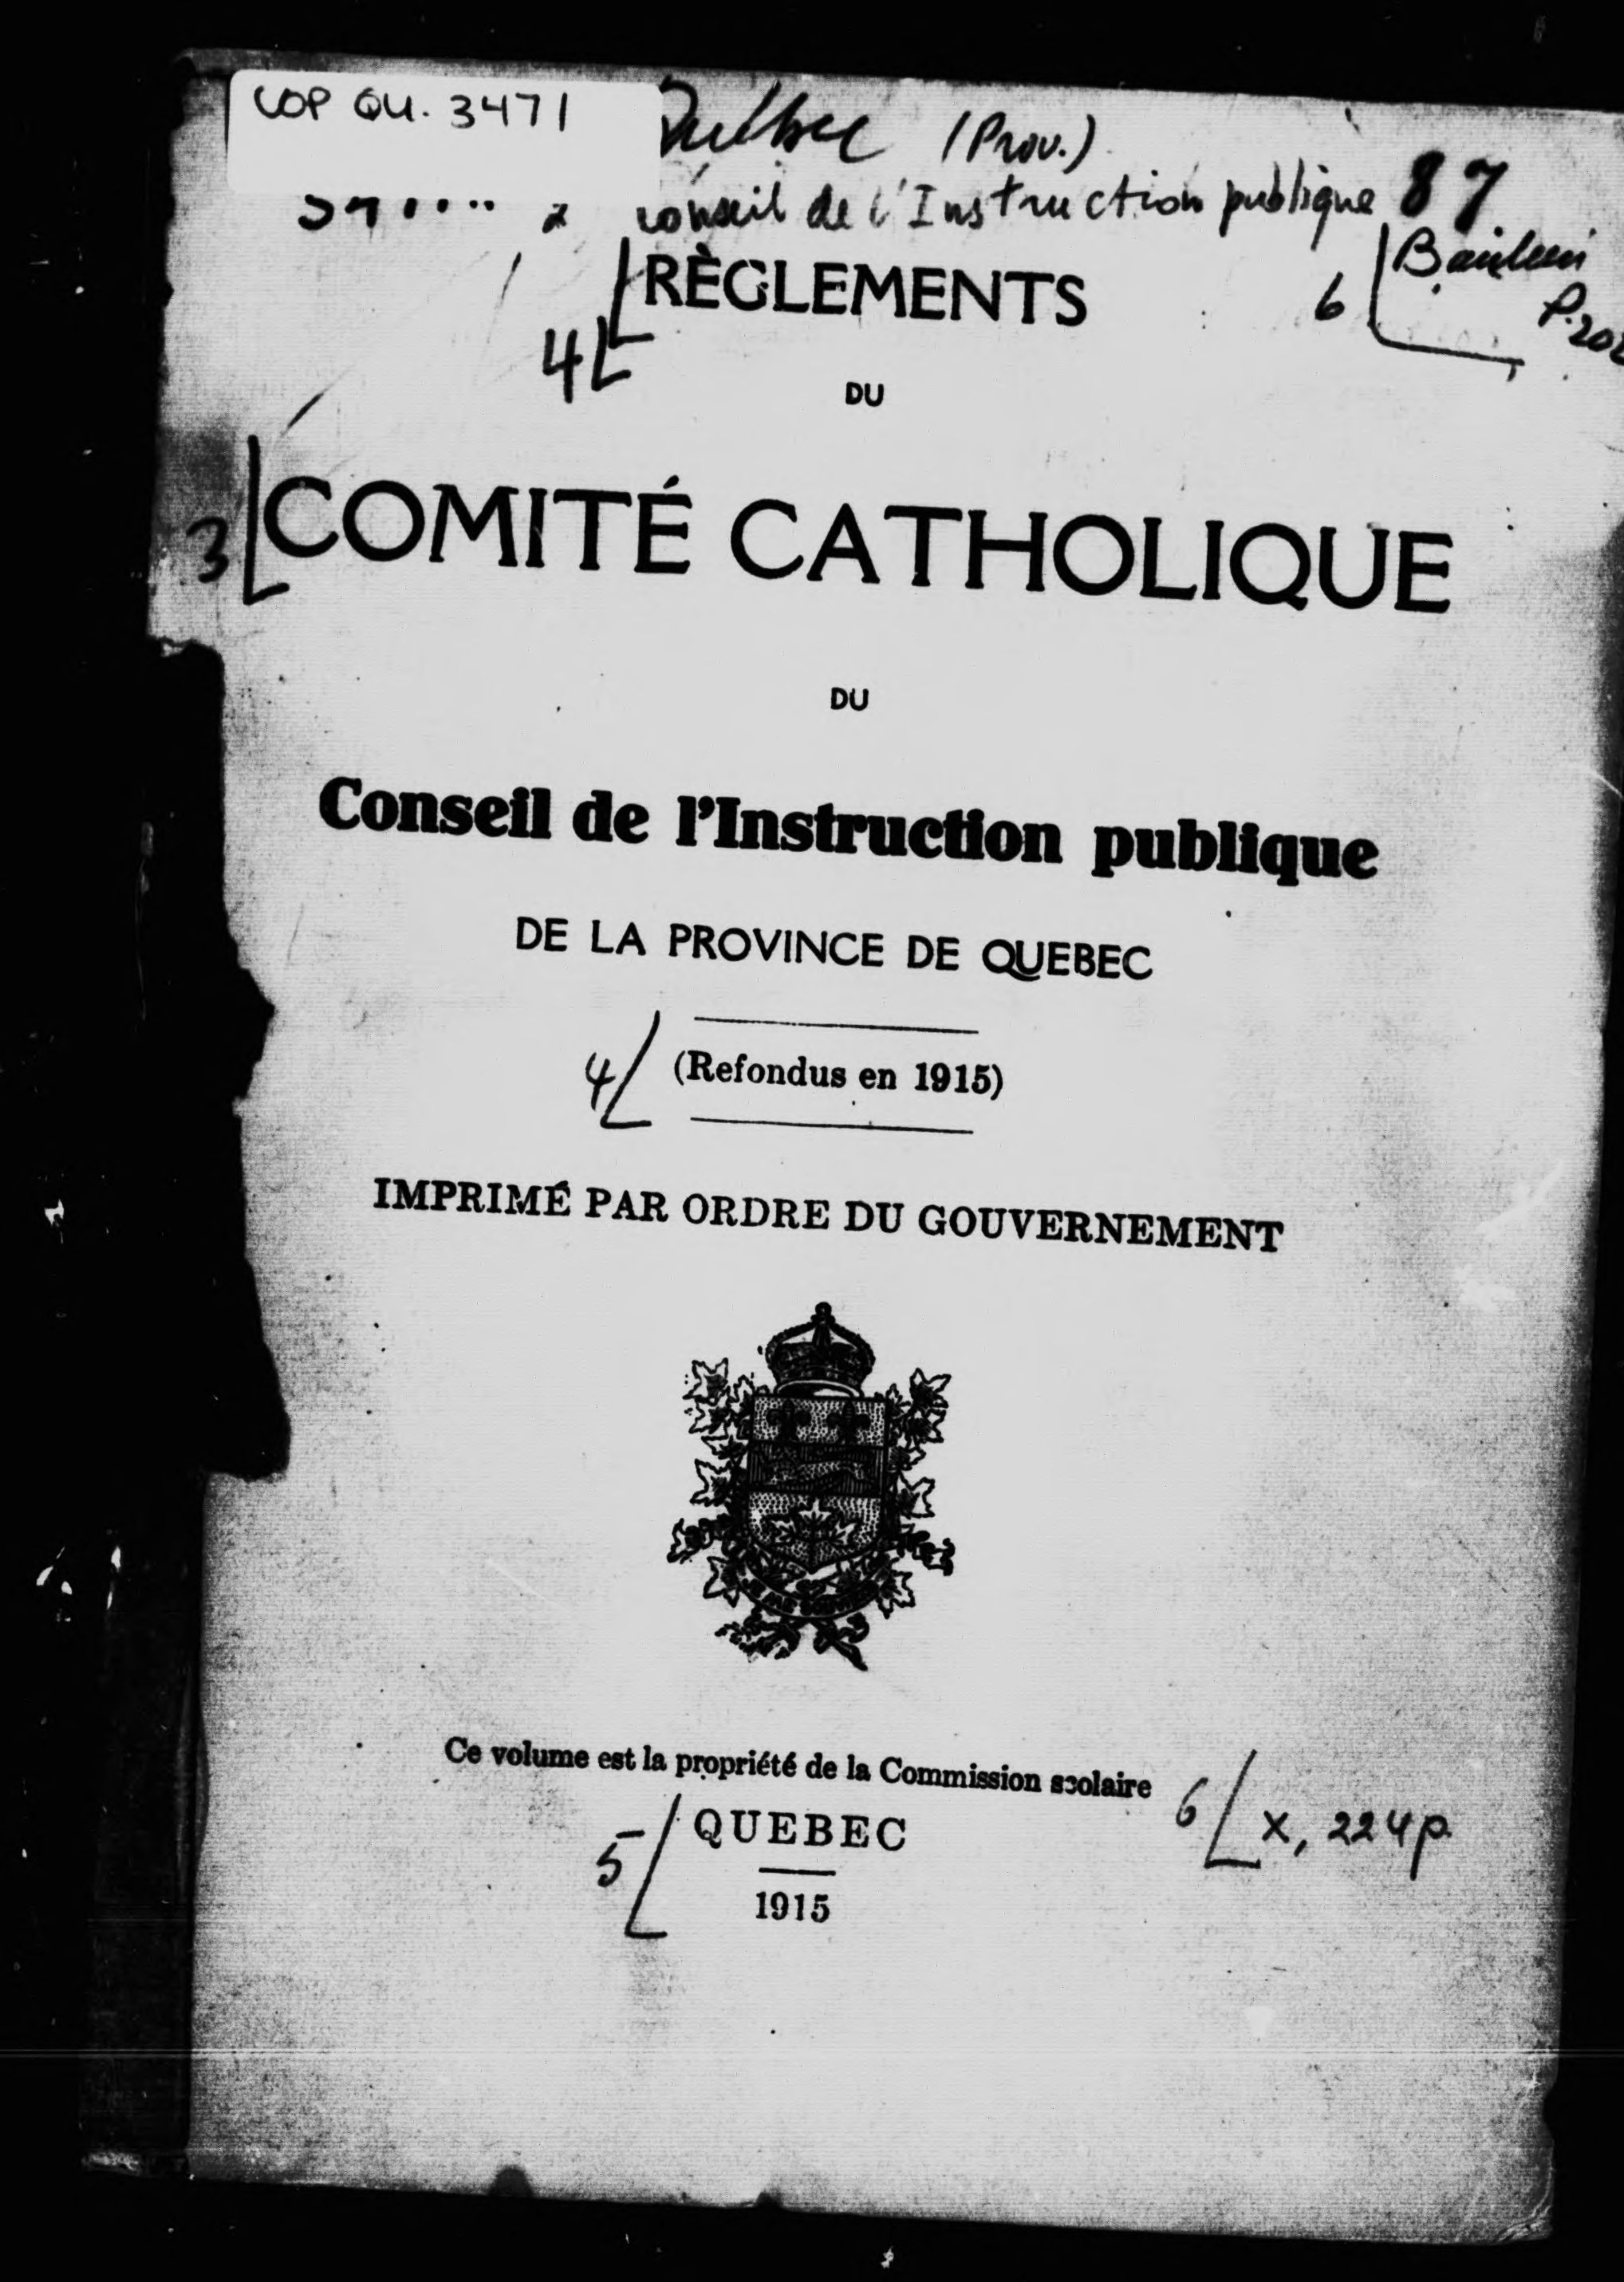 COP QU. 3471
Québec (Prov.)
conseil de l'Instruction publique 87
4 RÈGLEMENTS 6
DU
3 COMITÉ CATHOLIQUE
DU
Conseil de l'Instruction publique
DE LA PROVINCE DE QUEBEC
4 (Refondus en 1915)
IMPRIMÉ PAR ORDRE DU GOUVERNEMENT
Ce volume est la propriété de la Commission scolaire
5 QUEBEC 6 x, 224p.
1915